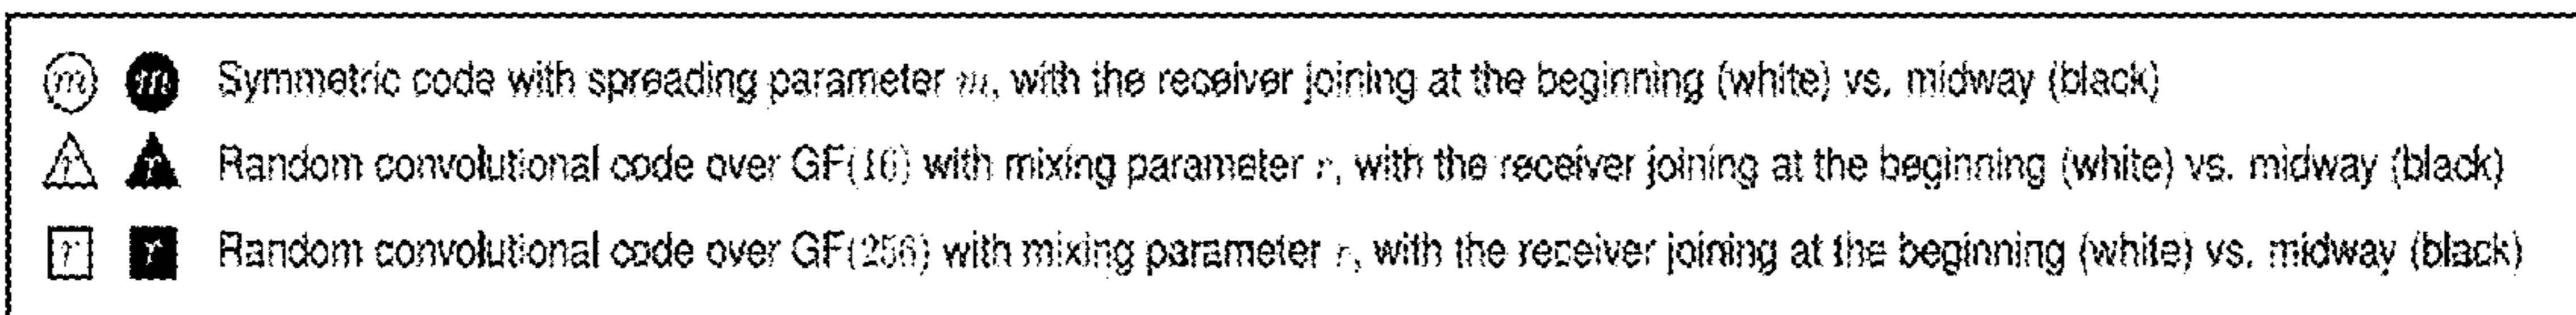 m m Symmetric code with spreading parameter m, with the receiver joining at the beginning (white) vs. midway (black)
r r Random convolutional code over GF(16) with mixing parameter r, with the receiver joining at the beginning (white) vs. midway (black)
r r Random convolutional code over GF(256) with mixing parameter r, with the receiver joining at the beginning (white) vs. midway (black)